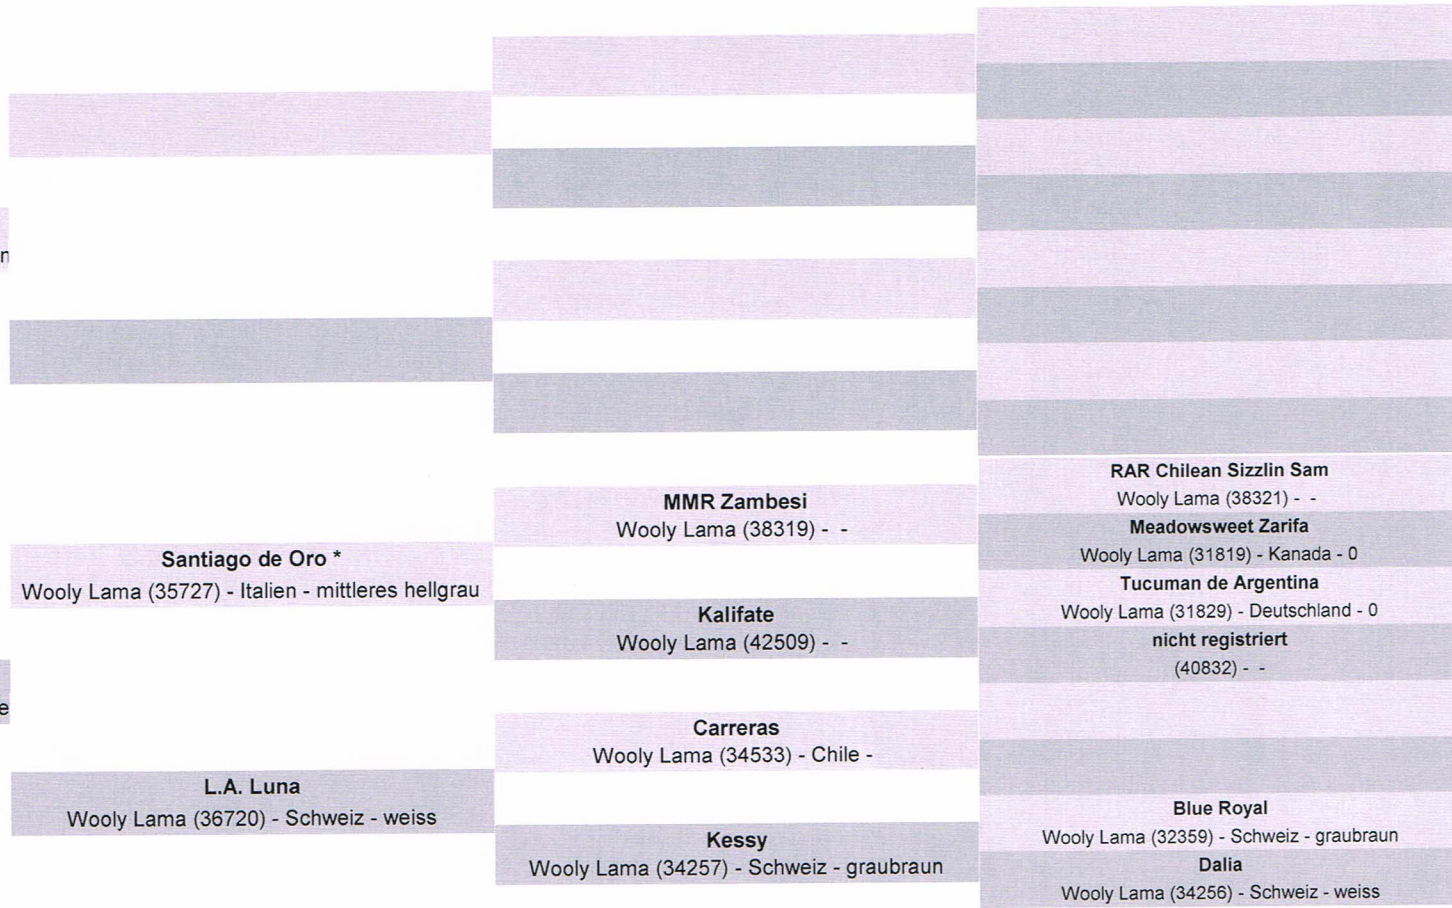 n
e
Santiago de Oro *
Wooly Lama (35727) - Italien - mittleres hellgrau
L.A. Luna
Wooly Lama (36720) - Schweiz - weiss
MMR Zambesi
Wooly Lama (38319) - -
Kalifate
Wooly Lama (42509) - -
Carreras
Wooly Lama (34533) - Chile -
Kessy
Wooly Lama (34257) - Schweiz - graubraun
RAR Chilean Sizzlin Sam
Wooly Lama (38321) - -
Meadowsweet Zarifa
Wooly Lama (31819) - Kanada - 0
Tucuman de Argentina
Wooly Lama (31829) - Deutschland - 0
nicht registriert
(40832) - -
Blue Royal
Wooly Lama (32359) - Schweiz - graubraun
Dalia
Wooly Lama (34256) - Schweiz - weiss